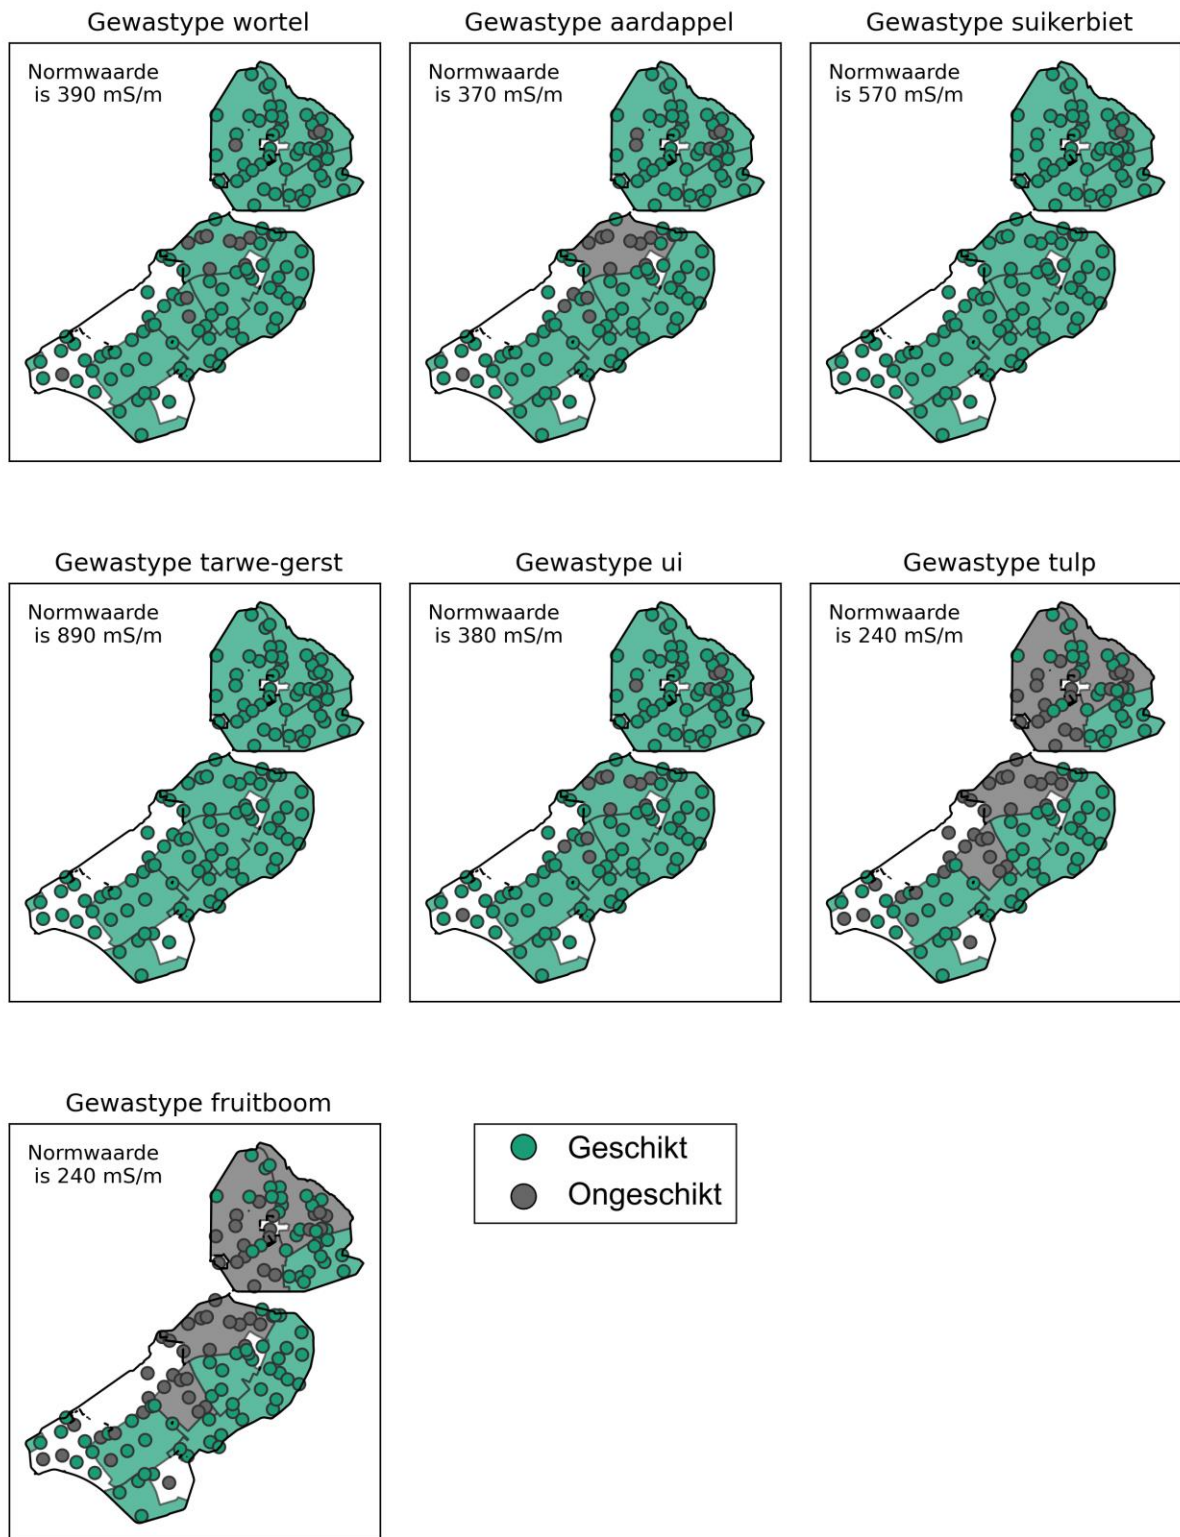 Gewastype wortel
Normwaarde
is 390 mS/m
Gewastype aardappel
Normwaarde
is 370 mS/m
Gewastype suikerbiet
Normwaarde
is 570 mS/m
Gewastype tarwe-gerst
Normwaarde
is 890 mS/m
Gewastype ui
Normwaarde
is 380 mS/m
Gewastype tulp
Normwaarde
is 240 mS/m
Gewastype fruitboom
Normwaarde
is 240 mS/m
Geschikt
Ongeschikt